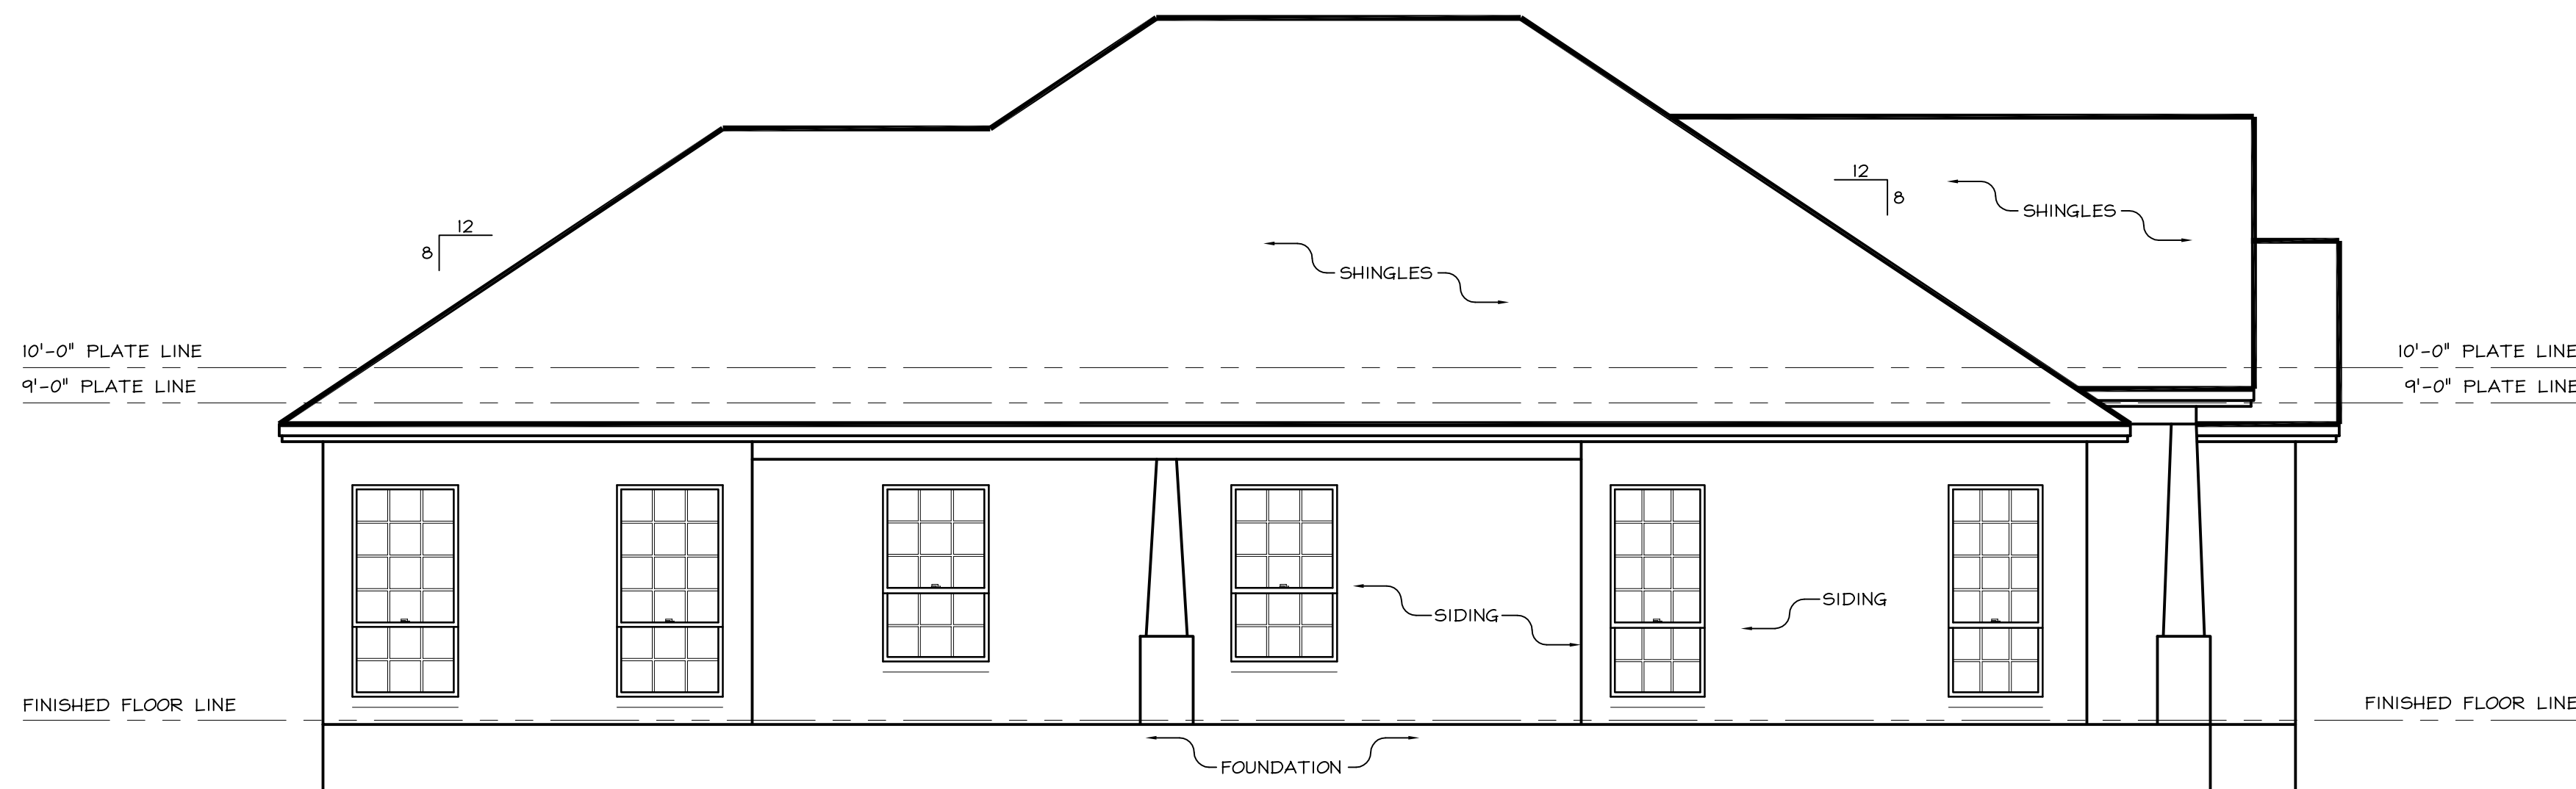 12
8
12
8
SHINGLES
SHINGLES
10'-0" PLATE LINE
10'-0" PLATE LINE
9'-0" PLATE LINE
9'-0" PLATE LINE
SIDING
SIDING
FINISHED FLOOR LINE
FINISHED FLOOR LINE
FOUNDATION